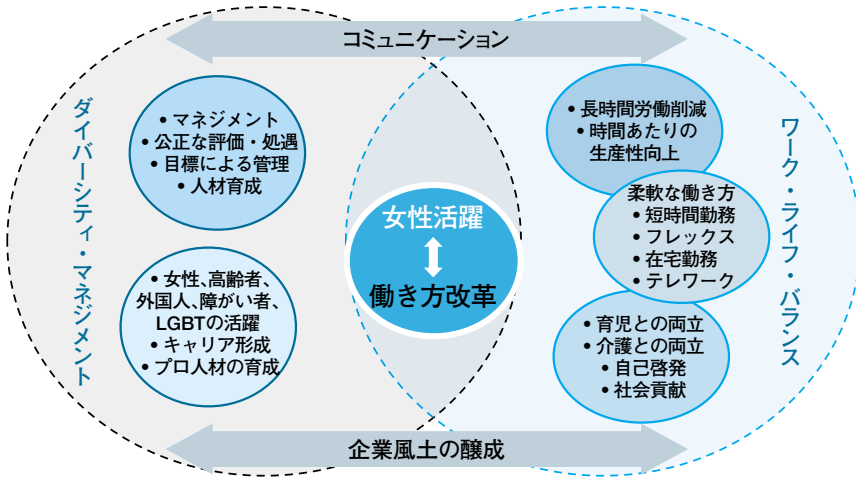 コミュニケーション
ダイバーシティ・マネジメント
• マネジメント
• 公正な評価・処遇
• 目標による管理
• 人材育成
• 女性、高齢者、
外国人、障がい者、
LGBTの活躍
• キャリア形成
• プロ人材の育成
女性活躍
働き方改革
• 長時間労働削減
• 時間あたりの
生産性向上
柔軟な働き方
• 短時間勤務
• フレックス
• 在宅勤務
• テレワーク
• 育児との両立
• 介護との両立
• 自己啓発
• 社会貢献
ワーク・ライフ・バランス
企業風土の醸成